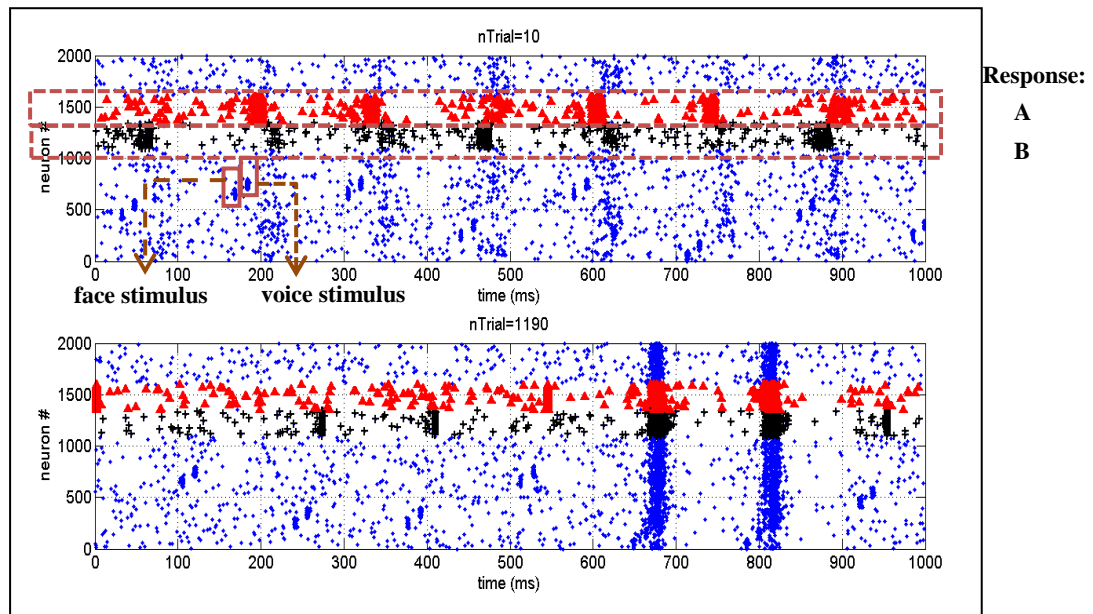 nTrial=10
2000
1500
1000
500
0
neuron #
0 100 200 300 400 500 600 700 800 900 1000
time (ms)
face stimulus
voice stimulus
Response:
A
B
nTrial=1190
2000
1500
1000
500
0
neuron #
0 100 200 300 400 500 600 700 800 900 1000
time (ms)